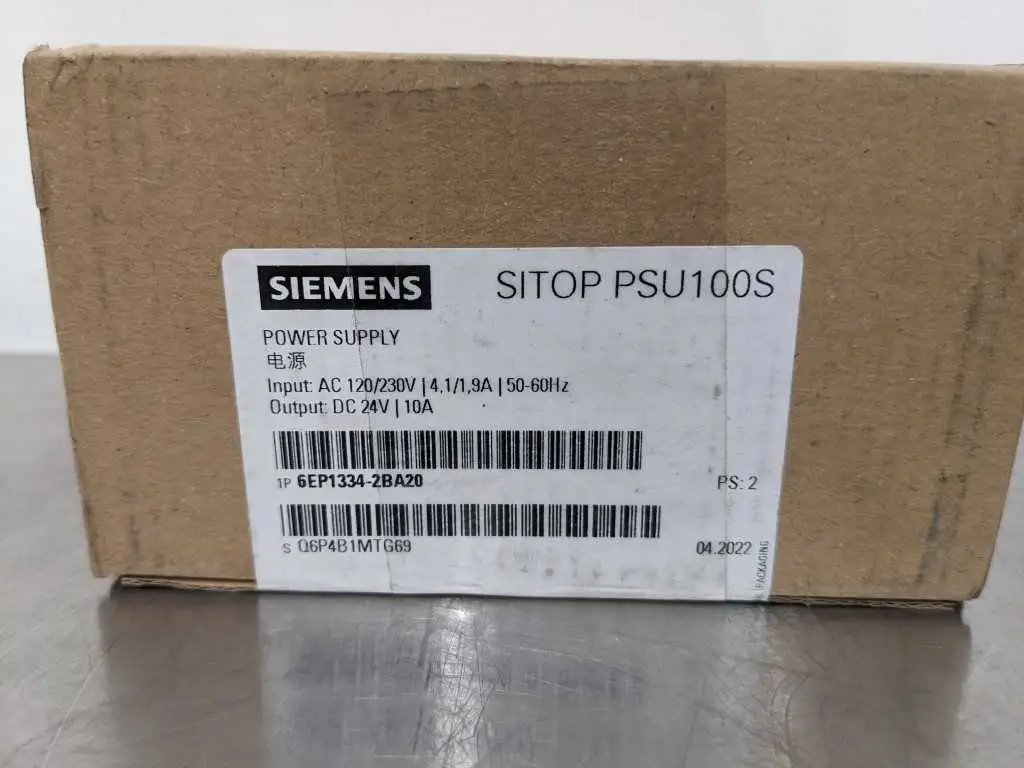 SIEMENS
SITOP PSU100S
POWER SUPPLY
电源
Input: AC 120/230V | 4,1/1,9A | 50-60Hz
Output: DC 24V | 10A
1P 6EP1334-2BA20
PS: 2
S Q6P4B1MTG69
04.2022
PACKAGING